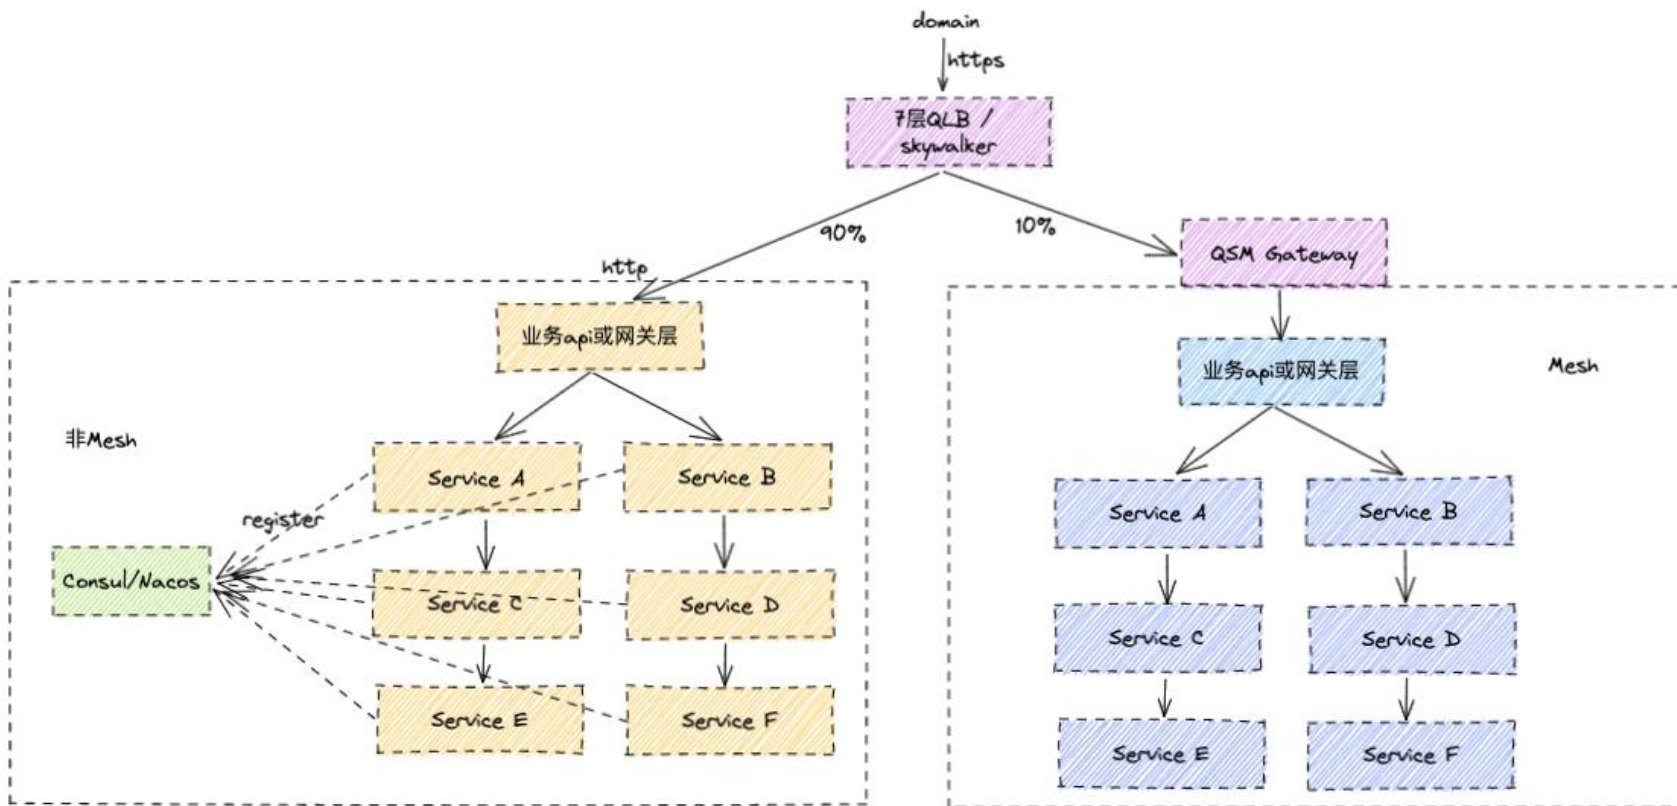 domain
https
7层QLB /
skywalker
90%
10%
http
QSM Gateway
业务api或网关层
业务api或网关层
Mesh
非Mesh
Service A
Service B
Service A
Service B
register
Consul/Nacos
Service C
Service D
Service C
Service D
Service E
Service F
Service E
Service F